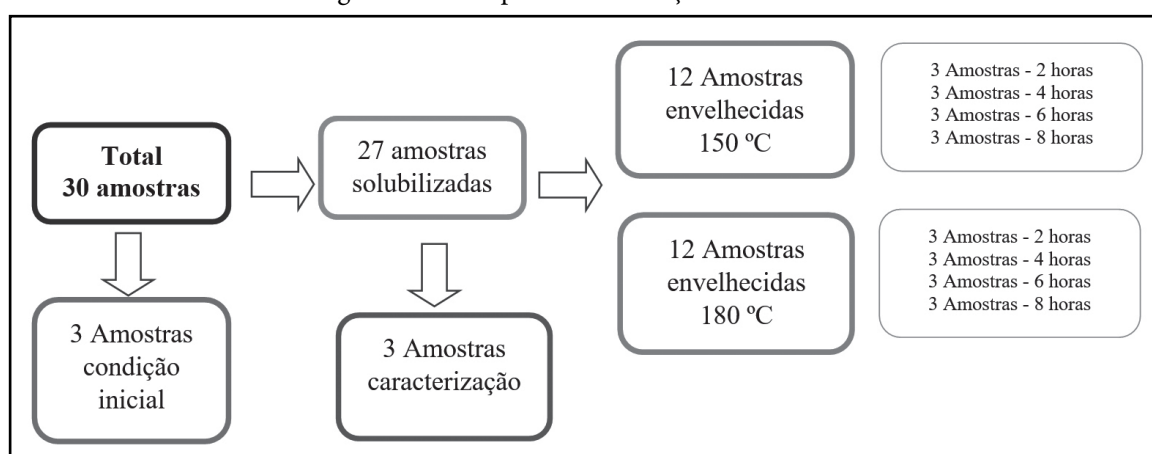 Total
30 amostras
27 amostras
solubilizadas
12 Amostras
envelhecidas
150 ºC
3 Amostras - 2 horas
3 Amostras - 4 horas
3 Amostras - 6 horas
3 Amostras - 8 horas
12 Amostras
envelhecidas
180 ºC
3 Amostras - 2 horas
3 Amostras - 4 horas
3 Amostras - 6 horas
3 Amostras - 8 horas
3 Amostras
condição
inicial
3 Amostras
caracterização